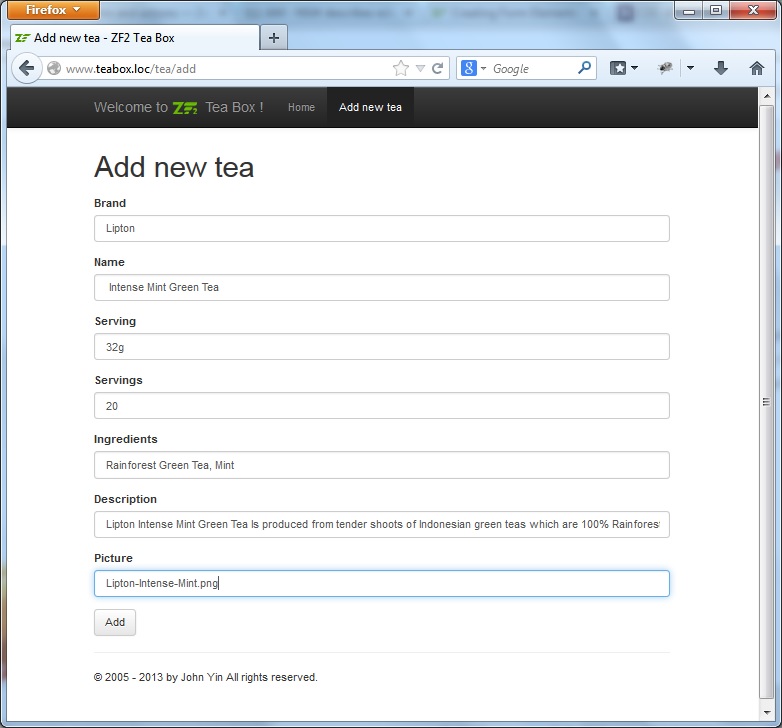 Firefox
Add new tea - ZF2 Tea Box
www.teabox.loc/tea/add
Google
Welcome to ZF2 Tea Box ! Home Add new tea
Add new tea
Brand
Lipton
Name
Intense Mint Green Tea
Serving
32g
Servings
20
Ingredients
Rainforest Green Tea, Mint
Description
Lipton Intense Mint Green Tea Is produced from tender shoots of Indonesian green teas which are 100% Rainforest
Picture
Lipton-Intense-Mint.png
Add
© 2005 - 2013 by John Yin All rights reserved.